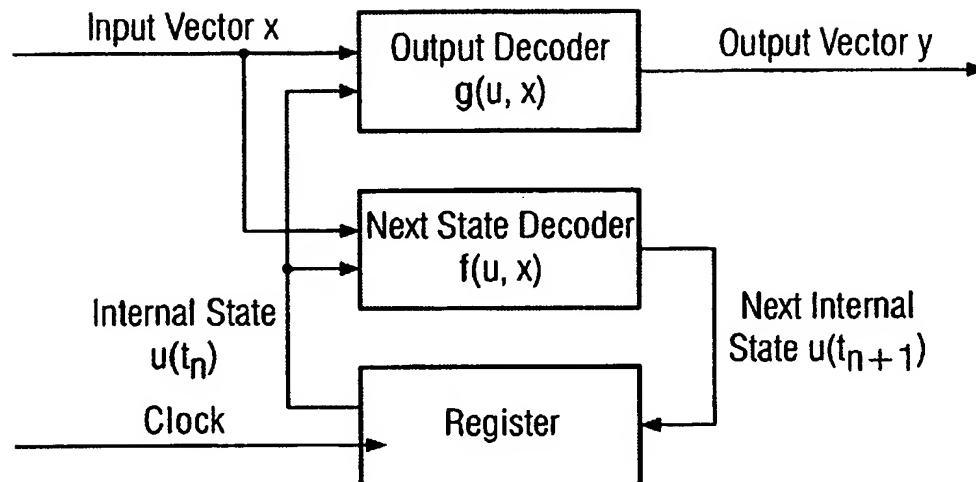 Input Vector x
Output Decoder
g(u, x)
Output Vector y
Next State Decoder
f(u, x)
Internal State
u(tn)
Next Internal
State u(tn+1)
Clock
Register